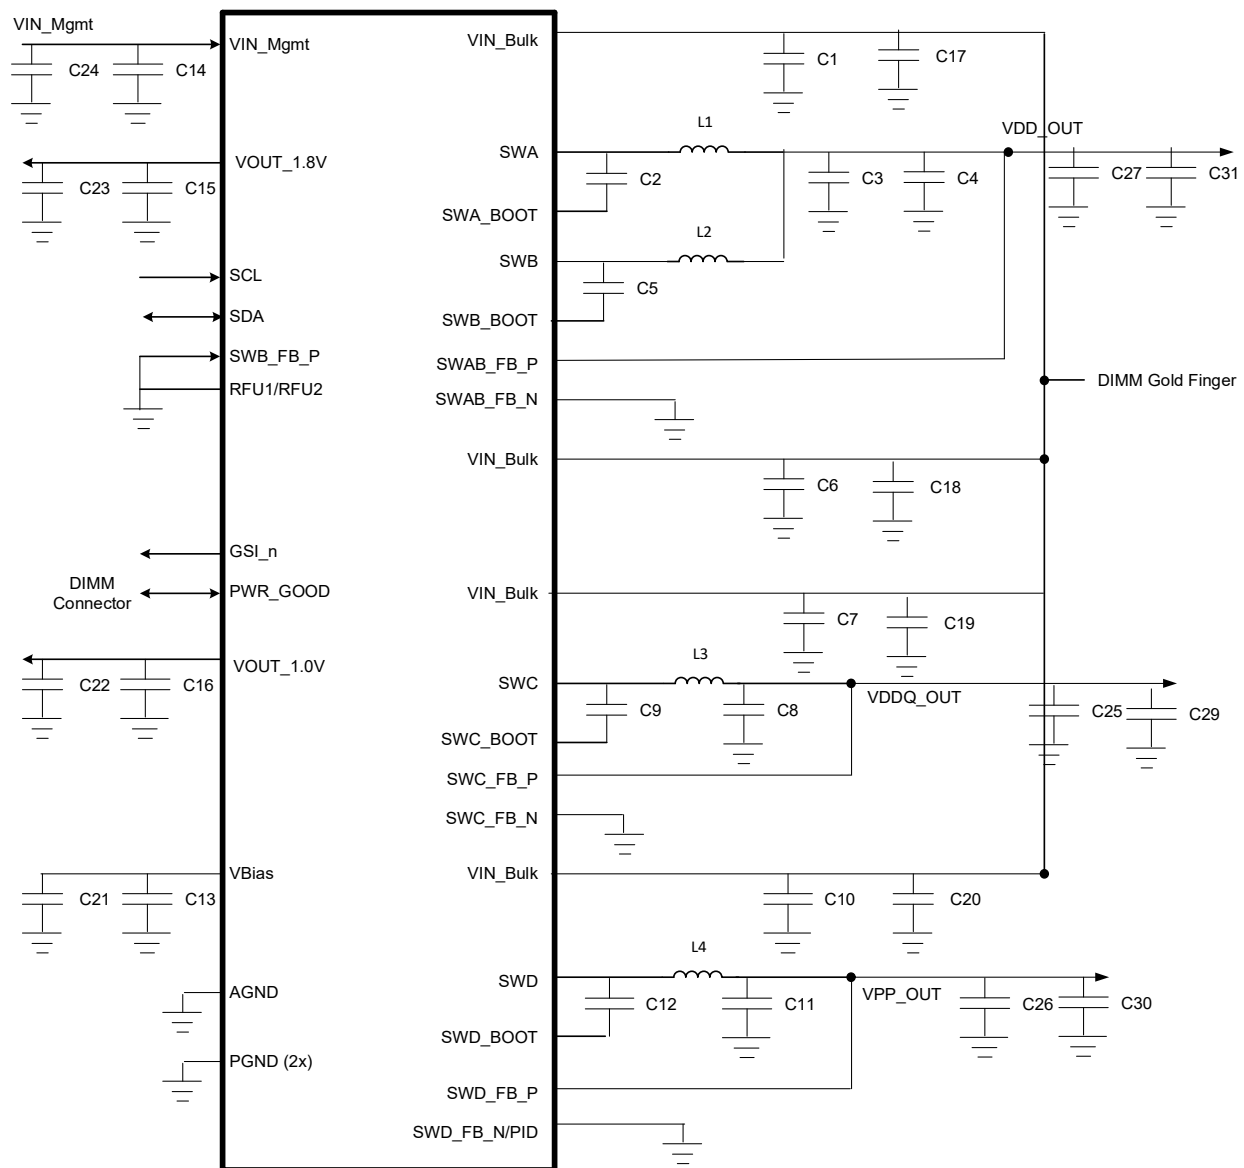 VIN_Mgmt
VIN_Mgmt
C24
C14
VOUT_1.8V
C23
C15
SCL
SDA
SWB_FB_P
RFU1/RFU2
GSI_n
DIMM
Connector
PWR_GOOD
VOUT_1.0V
C22
C16
VBias
C21
C13
AGND
PGND (2x)
VIN_Bulk
C1
C17
L1
VDD_OUT
SWA
C2
C3
C4
C27
C31
SWA_BOOT
L2
SWB
C5
SWB_BOOT
SWAB_FB_P
DIMM Gold Finger
SWAB_FB_N
VIN_Bulk
C6
C18
VIN_Bulk
C7
C19
L3
SWC
VDDQ_OUT
C9
C8
C25
C29
SWC_BOOT
SWC_FB_P
SWC_FB_N
VIN_Bulk
C10
C20
L4
SWD
VPP_OUT
C12
C11
C26
C30
SWD_BOOT
SWD_FB_P
SWD_FB_N/PID